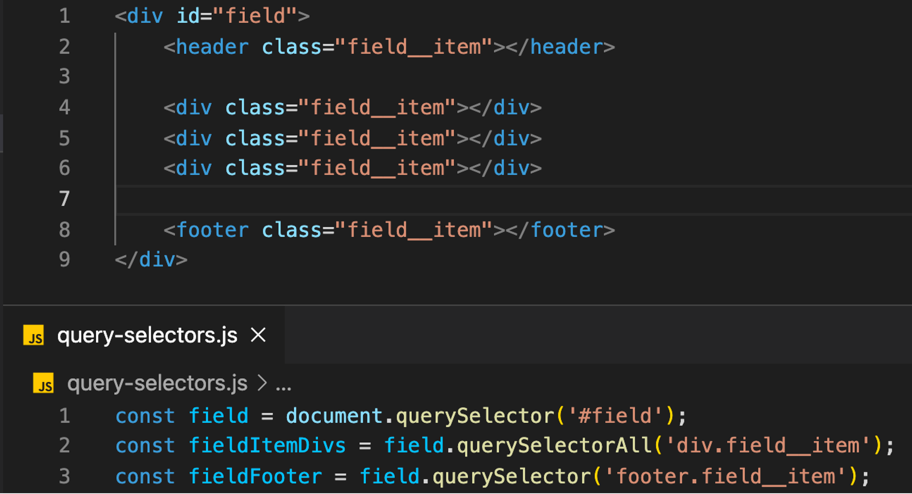 1 <div id="field">
2 <header class="field__item"></header>
3
4 <div class="field__item"></div>
5 <div class="field__item"></div>
6 <div class="field__item"></div>
7
8 <footer class="field__item"></footer>
9 </div>
JS query-selectors.js ×
JS query-selectors.js > ...
1 const field = document.querySelector('#field');
2 const fieldItemDivs = field.querySelectorAll('div.field__item');
3 const fieldFooter = field.querySelector('footer.field__item');